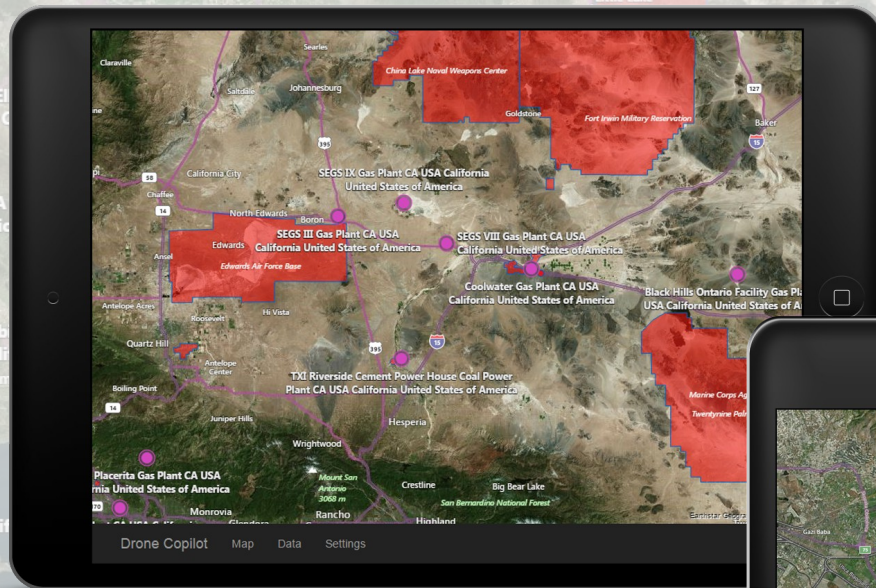 Searles
Claraville
China Lake Naval Weapons Center
Saltdale
Johannesburg
127
Goldstone
Fort Irwin Military Reservation
Baker
395
15
58
California City
SEGS IX Gas Plant CA USA California
United States of America
Chaffee
14
North Edwards
Boron
SEGS III Gas Plant CA USA
California United States of America
SEGS VIII Gas Plant CA USA
California United States of America
Edwards
Ansel
Edwards Air Force Base
Coolwater Gas Plant CA USA
California United States of America
Black Hills Ontario Facility Gas Pl
USA California United States of A
Antelope Acres
Hi Vista
Roosevelt
Quartz Hill
395
15
Antelope
Center
TXI Riverside Cement Power House Coal Power
Plant CA USA California United States of America
Boiling Point
Marine Corps Ag
Twentynine Pal
14
Juniper Hills
Hesperia
Wrightwood
Placerita Gas Plant CA USA
rnia United States of America
Mount San
Antonio
3068 m
Crestline
Big Bear Lake
San Bernardino National Forest
Monrovia
Rancho
Glendora
Highland
Earthstar Geogra
Gazi Baba
Drone Copilot
Map
Data
Settings